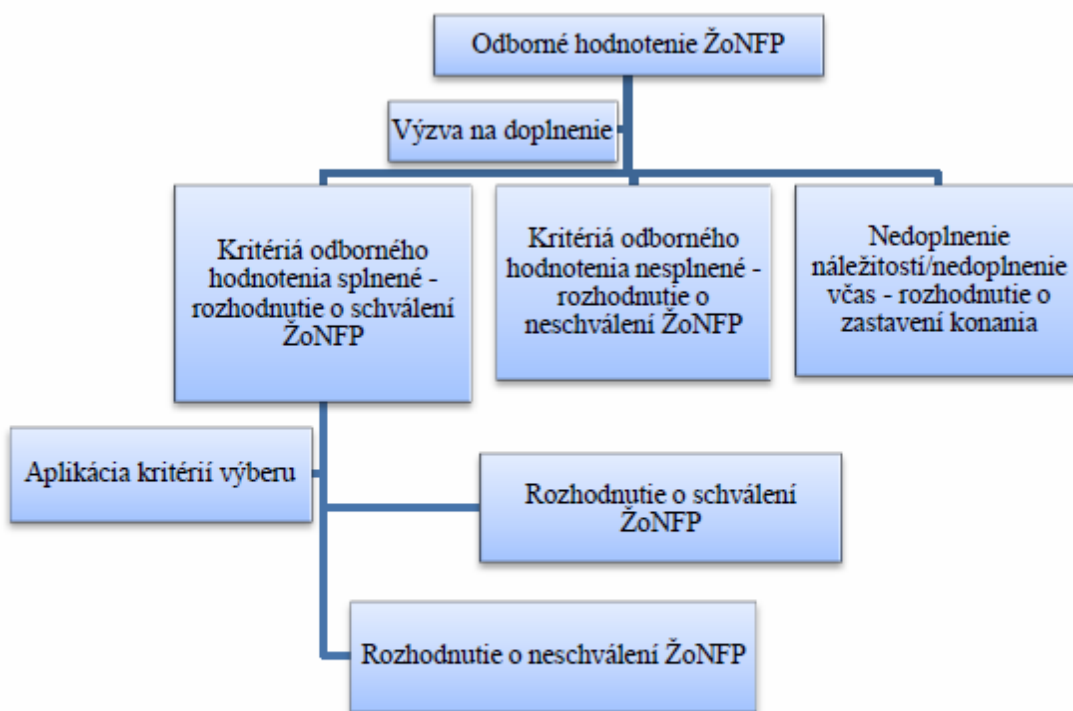 Odborné hodnotenie ŽoNFP
Výzva na doplnenie
Kritériá odborného
hodnotenia splnené -
rozhodnutie o schválení
ŽoNFP
Kritériá odborného
hodnotenia nesplnené -
rozhodnutie o
neschválení ŽoNFP
Nedoplnenie
náležitostí/nedoplnenie
včas - rozhodnutie o
zastavení konania
Aplikácia kritérií výberu
Rozhodnutie o schválení
ŽoNFP
Rozhodnutie o neschválení ŽoNFP